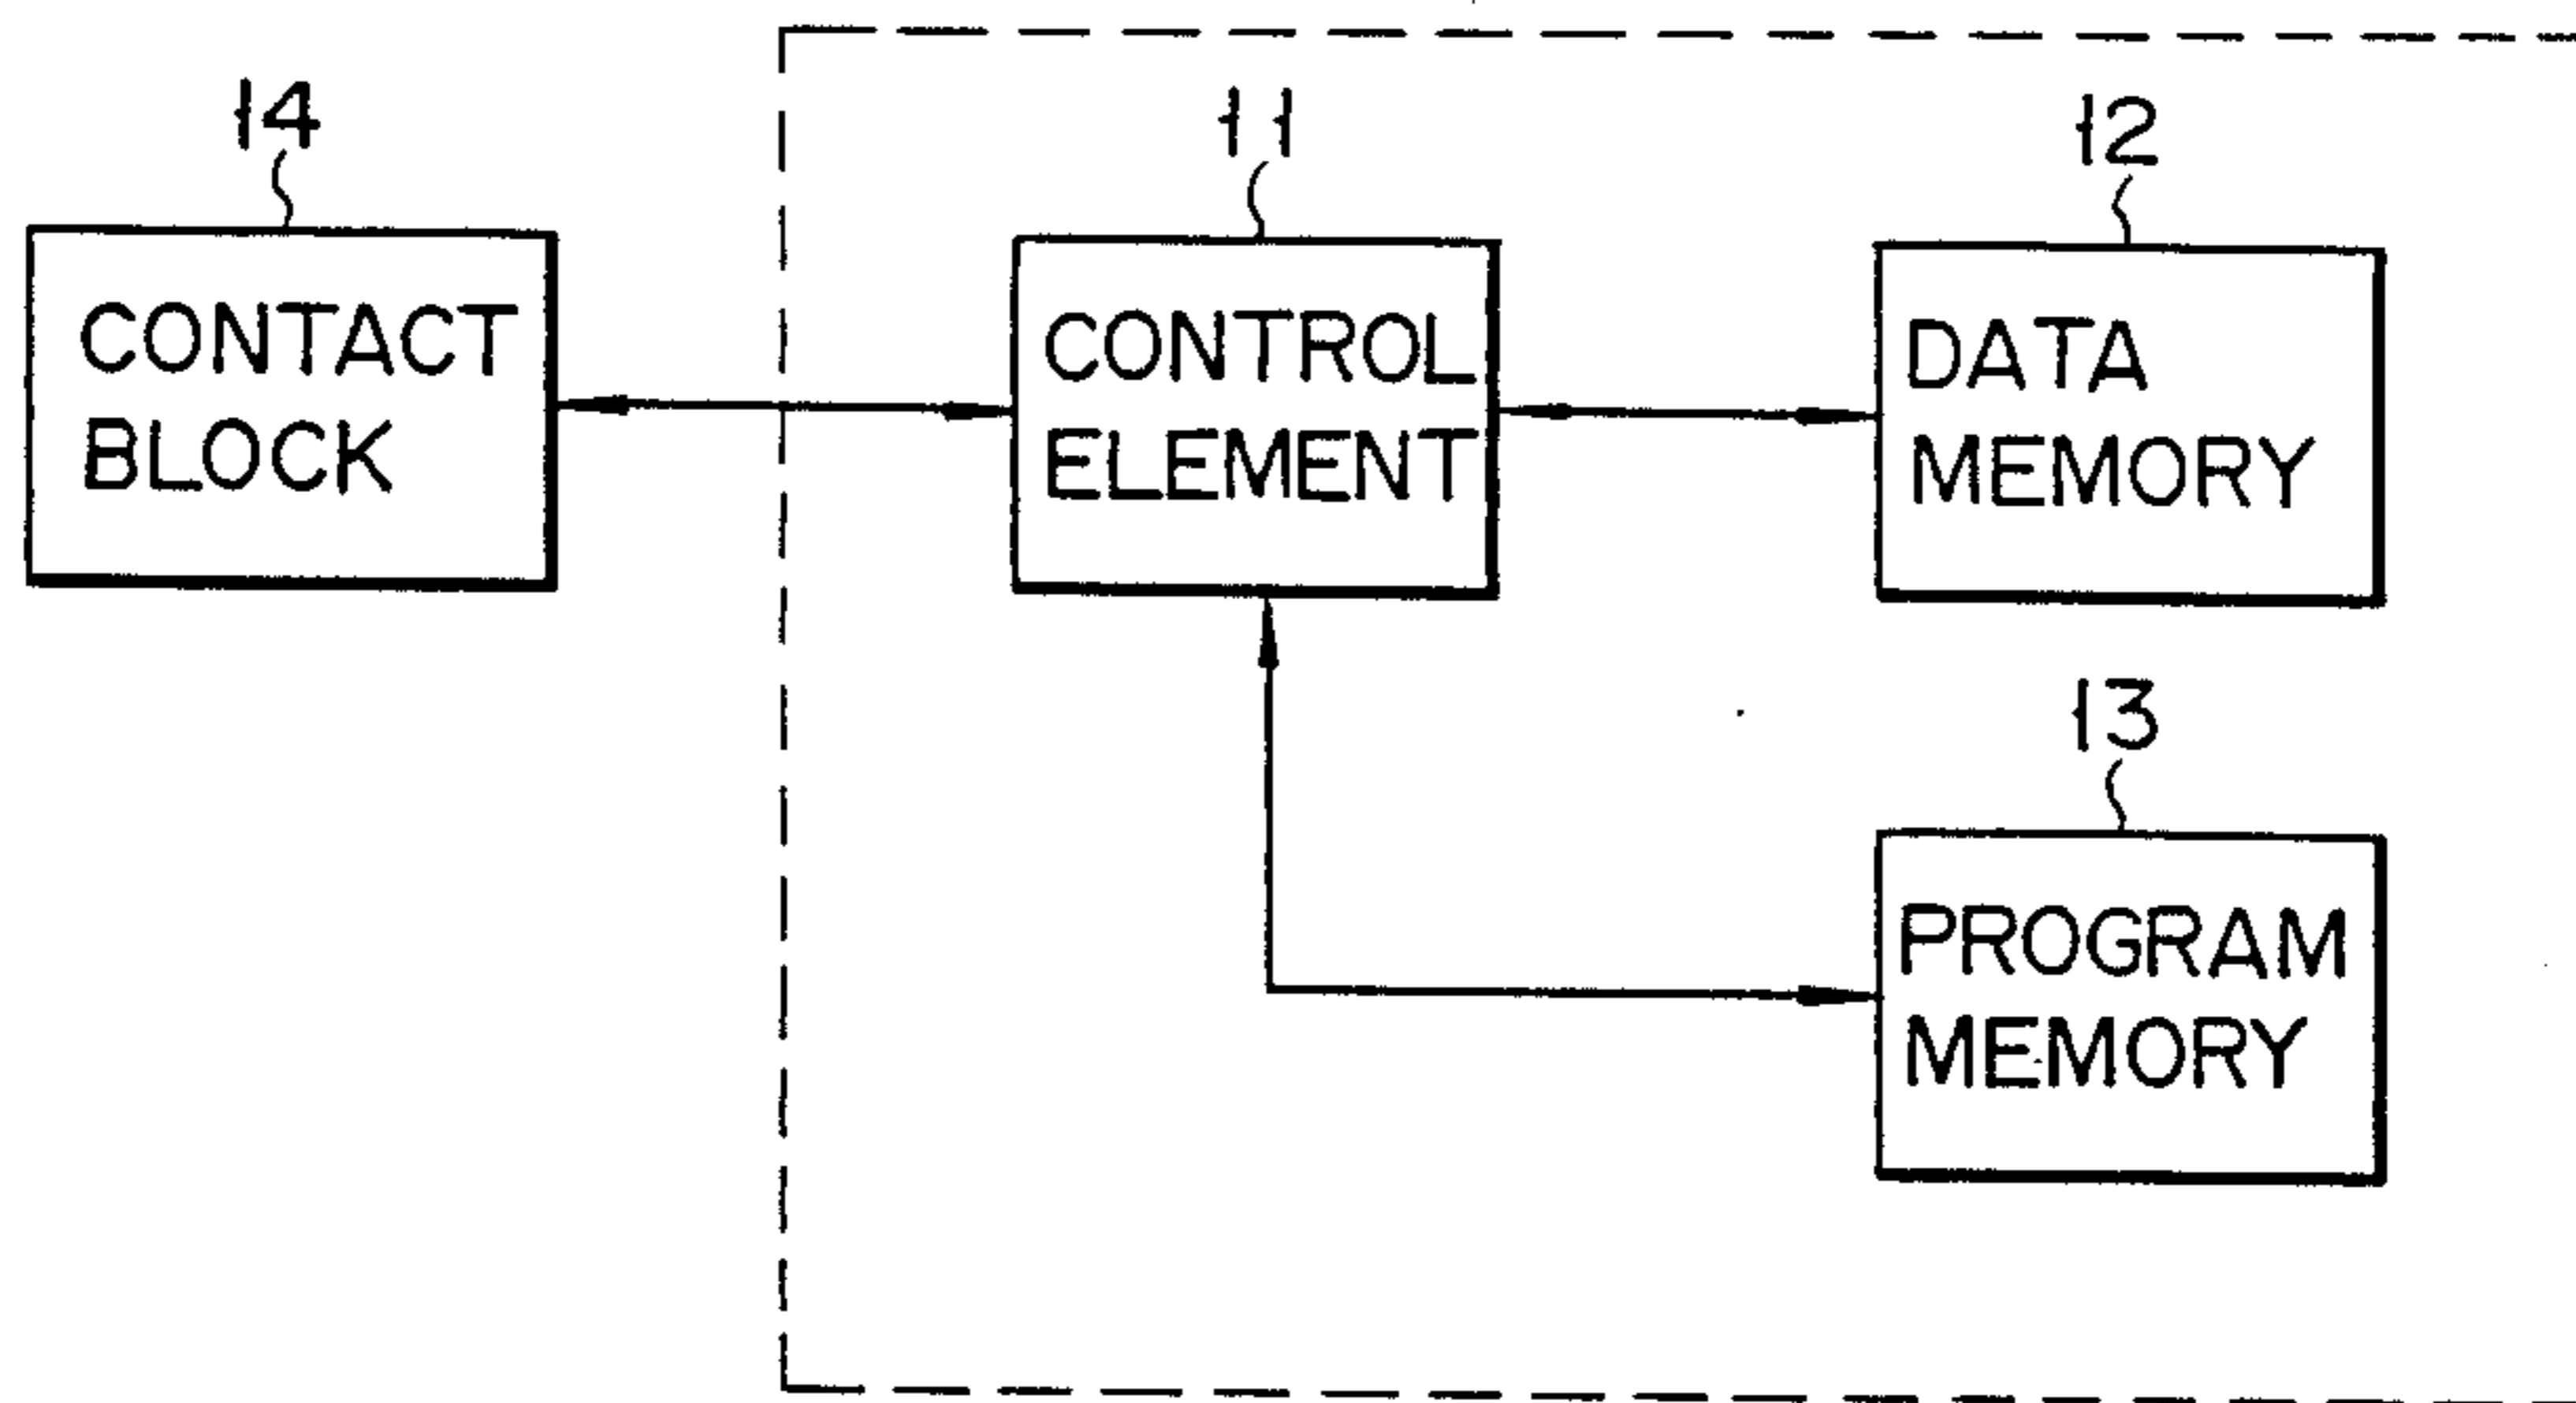 14
11
12
CONTACT
BLOCK
CONTROL
ELEMENT
DATA
MEMORY
13
PROGRAM
MEMORY